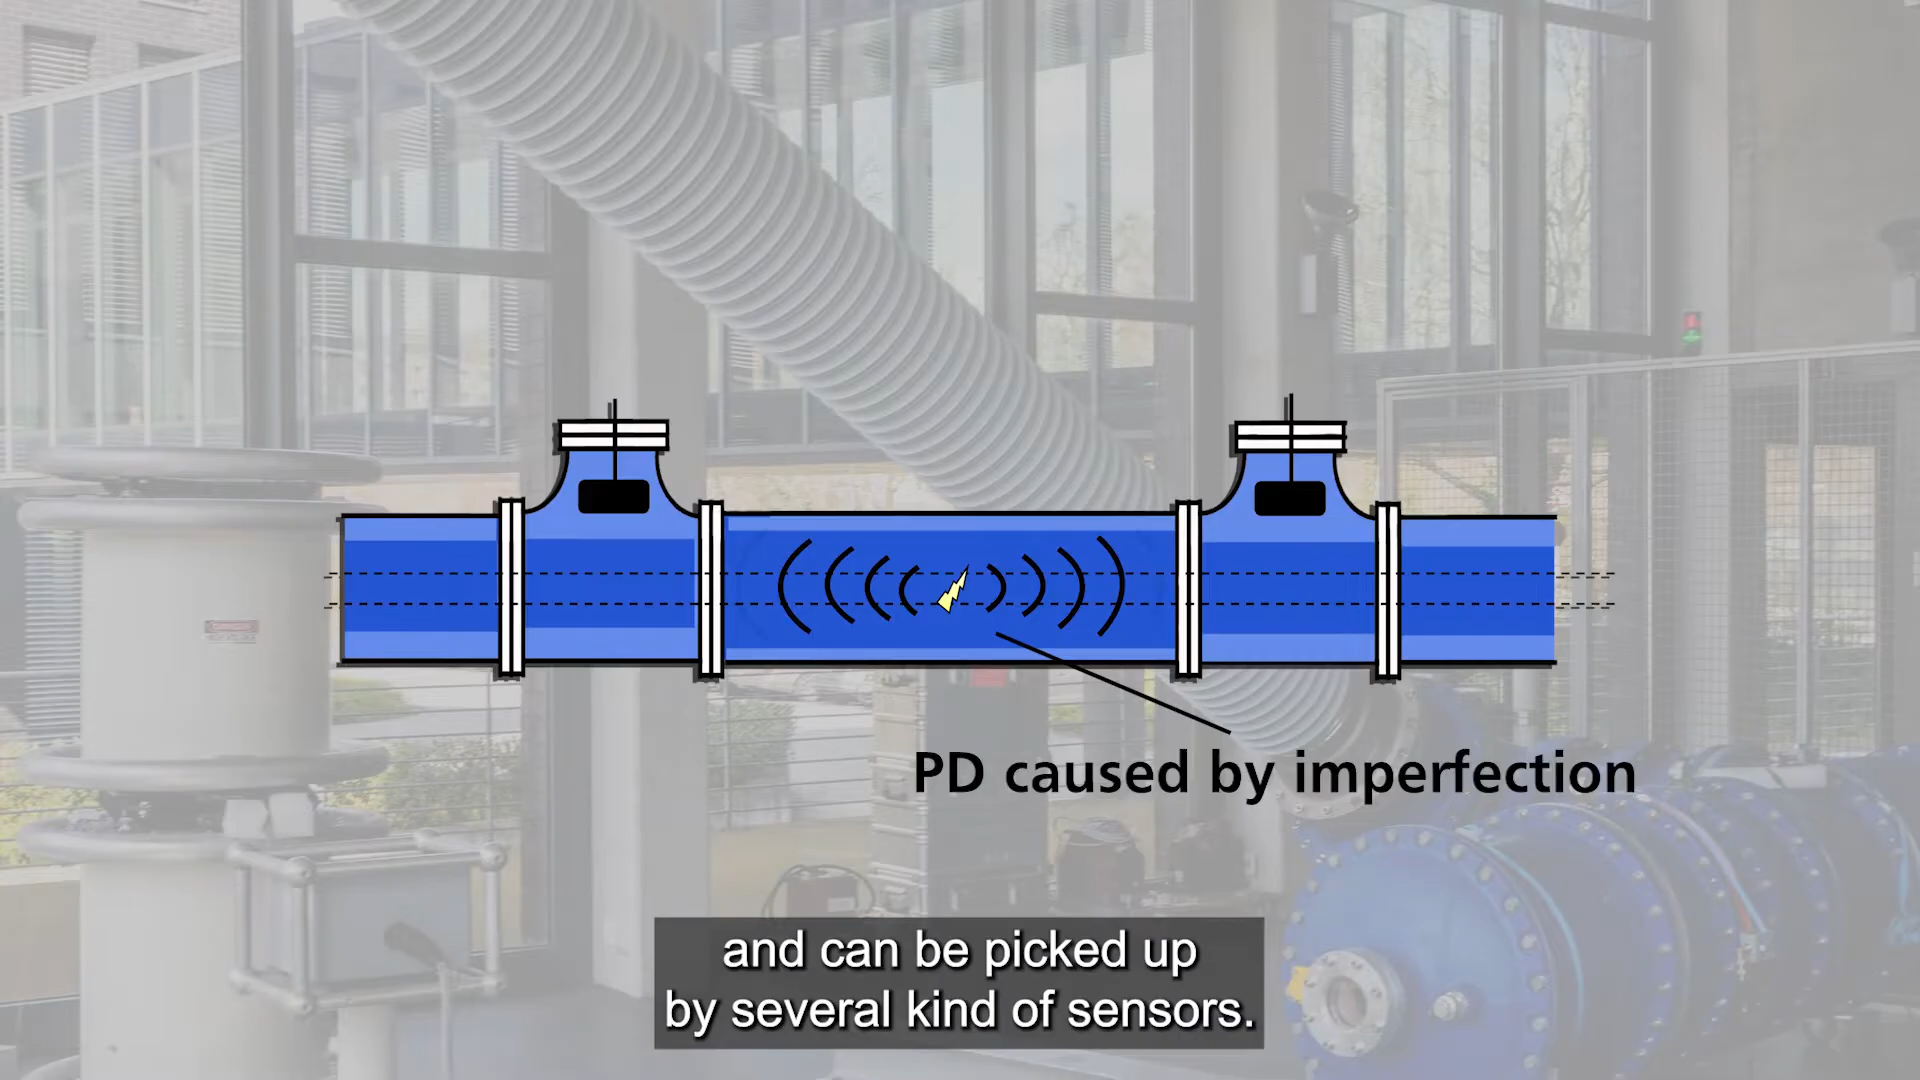 PD caused by imperfection
and can be picked up
by several kind of sensors.